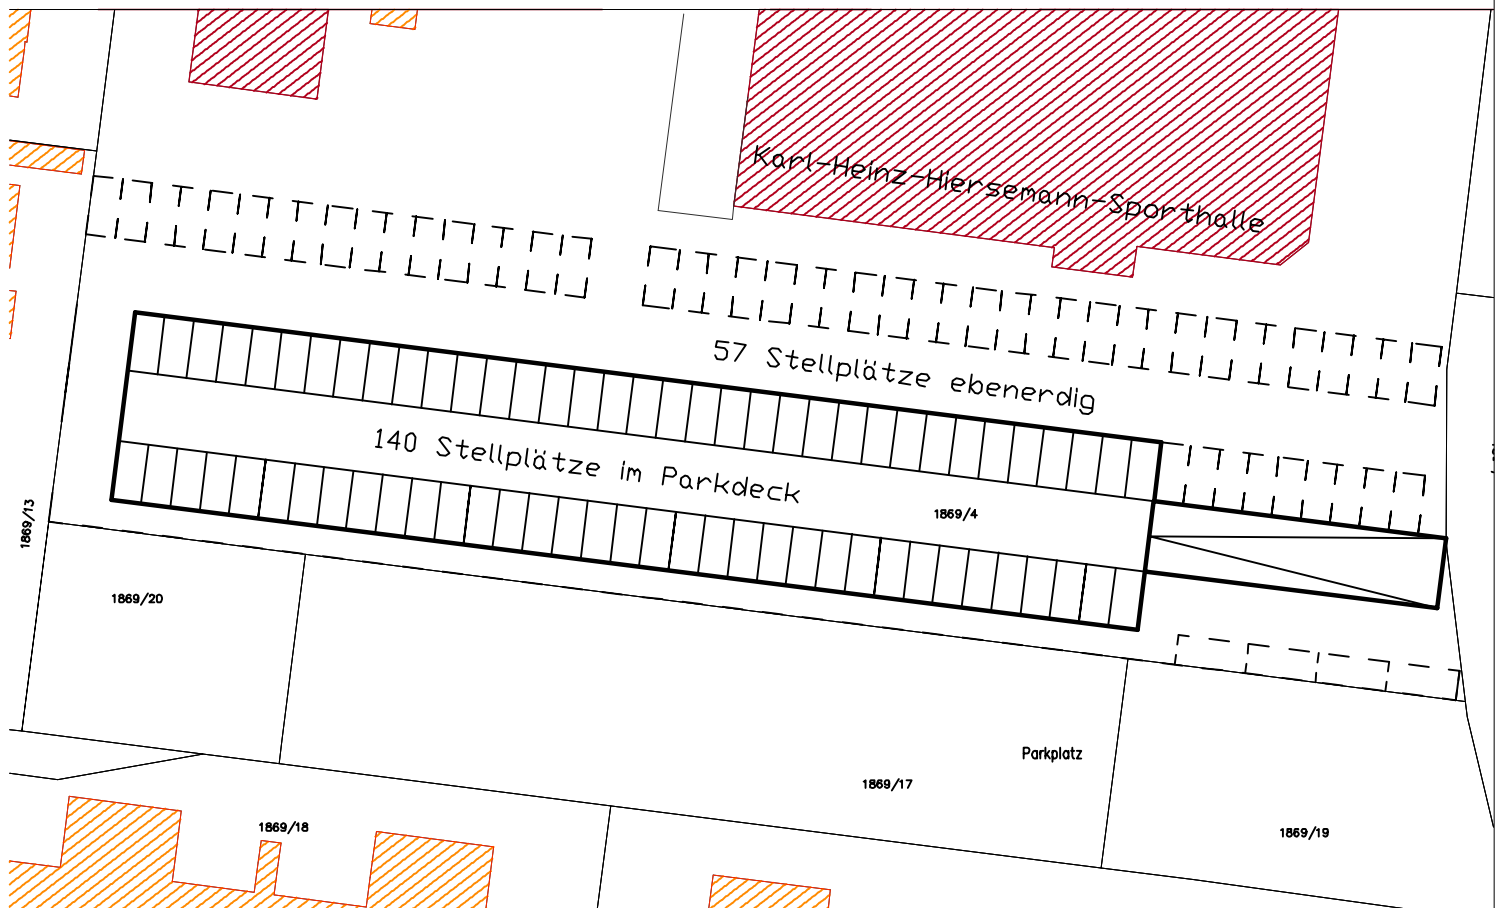 Karl-Heinz-Hiersemann-Sporthalle
57 Stellplätze ebenerdig
140 Stellplätze im Parkdeck
1869/4
1869/13
1869/20
Parkplatz
1869/17
1869/18
1869/19